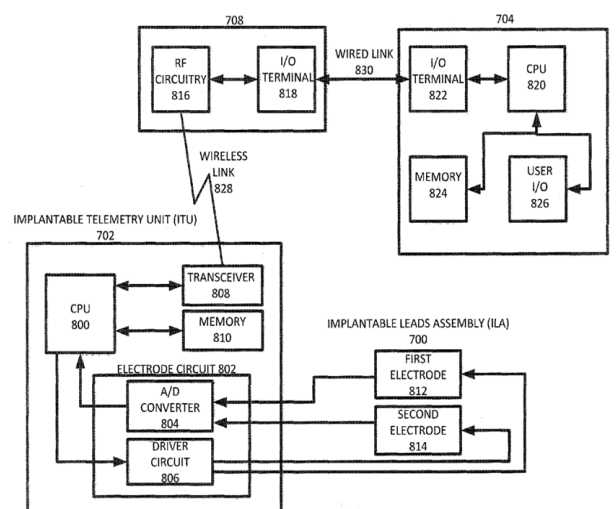 708
RF
CIRCUITRY
816
I/O
TERMINAL
818
WIRED LINK
830
704
I/O
TERMINAL
822
CPU
820
MEMORY
824
USER
I/O
826
WIRELESS
LINK
828
IMPLANTABLE TELEMETRY UNIT (ITU)
702
CPU
800
TRANSCEIVER
808
MEMORY
810
ELECTRODE CIRCUIT 802
A/D
CONVERTER
804
DRIVER
CIRCUIT
806
IMPLANTABLE LEADS ASSEMBLY (ILA)
700
FIRST
ELECTRODE
812
SECOND
ELECTRODE
814